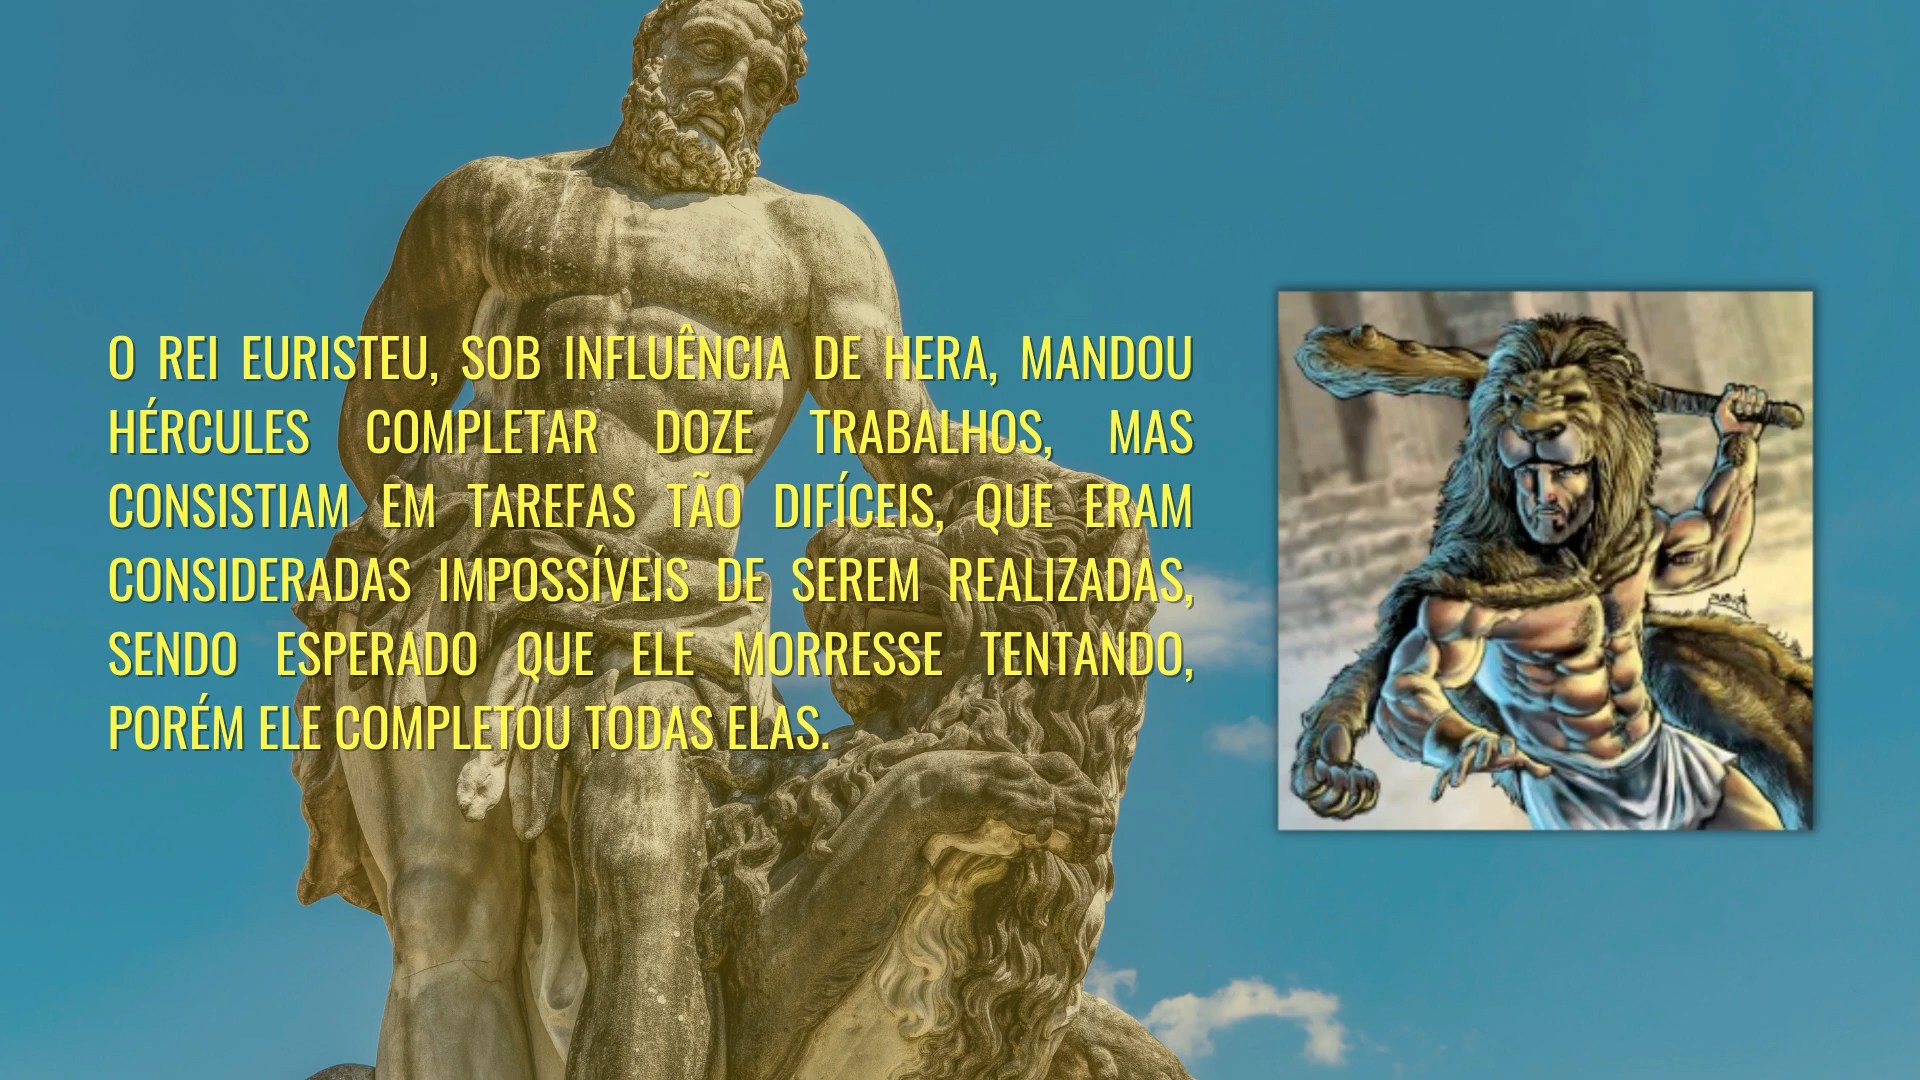 O REI EURISTEU, SOB INFLUÊNCIA DE HERA, MANDOU
HÉRCULES COMPLETAR DOZE TRABALHOS, MAS
CONSISTIAM EM TAREFAS TÃO DIFÍCEIS, QUE ERAM
CONSIDERADAS IMPOSSÍVEIS DE SEREM REALIZADAS,
SENDO ESPERADO QUE ELE MORRESSE TENTANDO,
PORÉM ELE COMPLETOU TODAS ELAS.